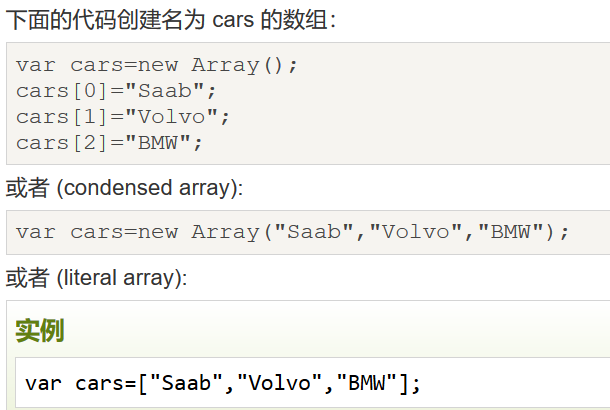 下面的代码创建名为 cars 的数组：
var cars=new Array();
cars[0]="Saab";
cars[1]="Volvo";
cars[2]="BMW";
或者 (condensed array):
var cars=new Array("Saab","Volvo","BMW");
或者 (literal array):
实例
var cars=["Saab","Volvo","BMW"];